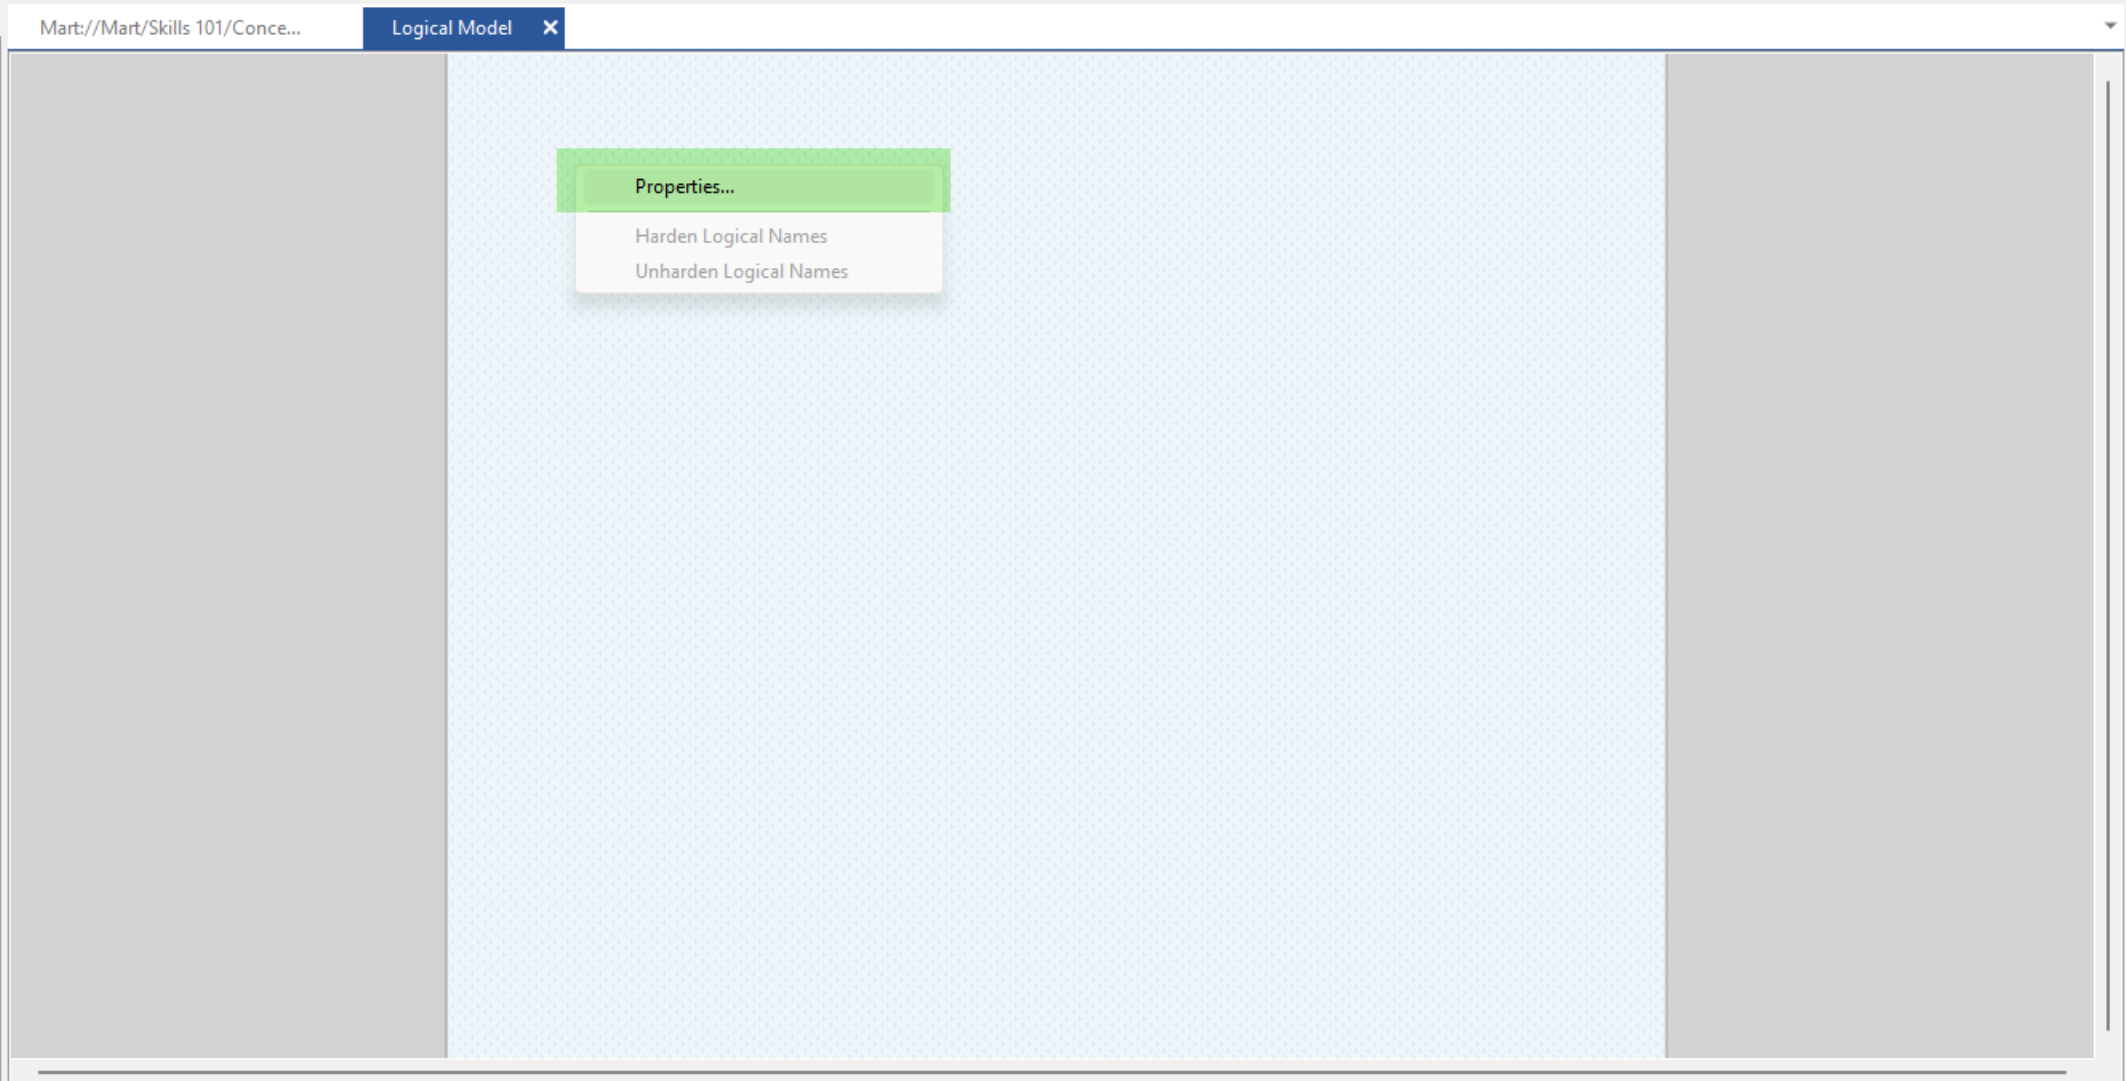 Mart://Mart/Skills 101/Conce...
Logical Model
Properties...
Harden Logical Names
Unharden Logical Names